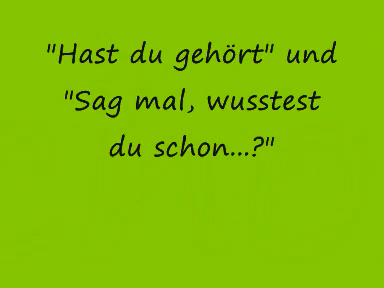 "Hast du gehört" und
"Sag mal, wusstest
du schon...?"